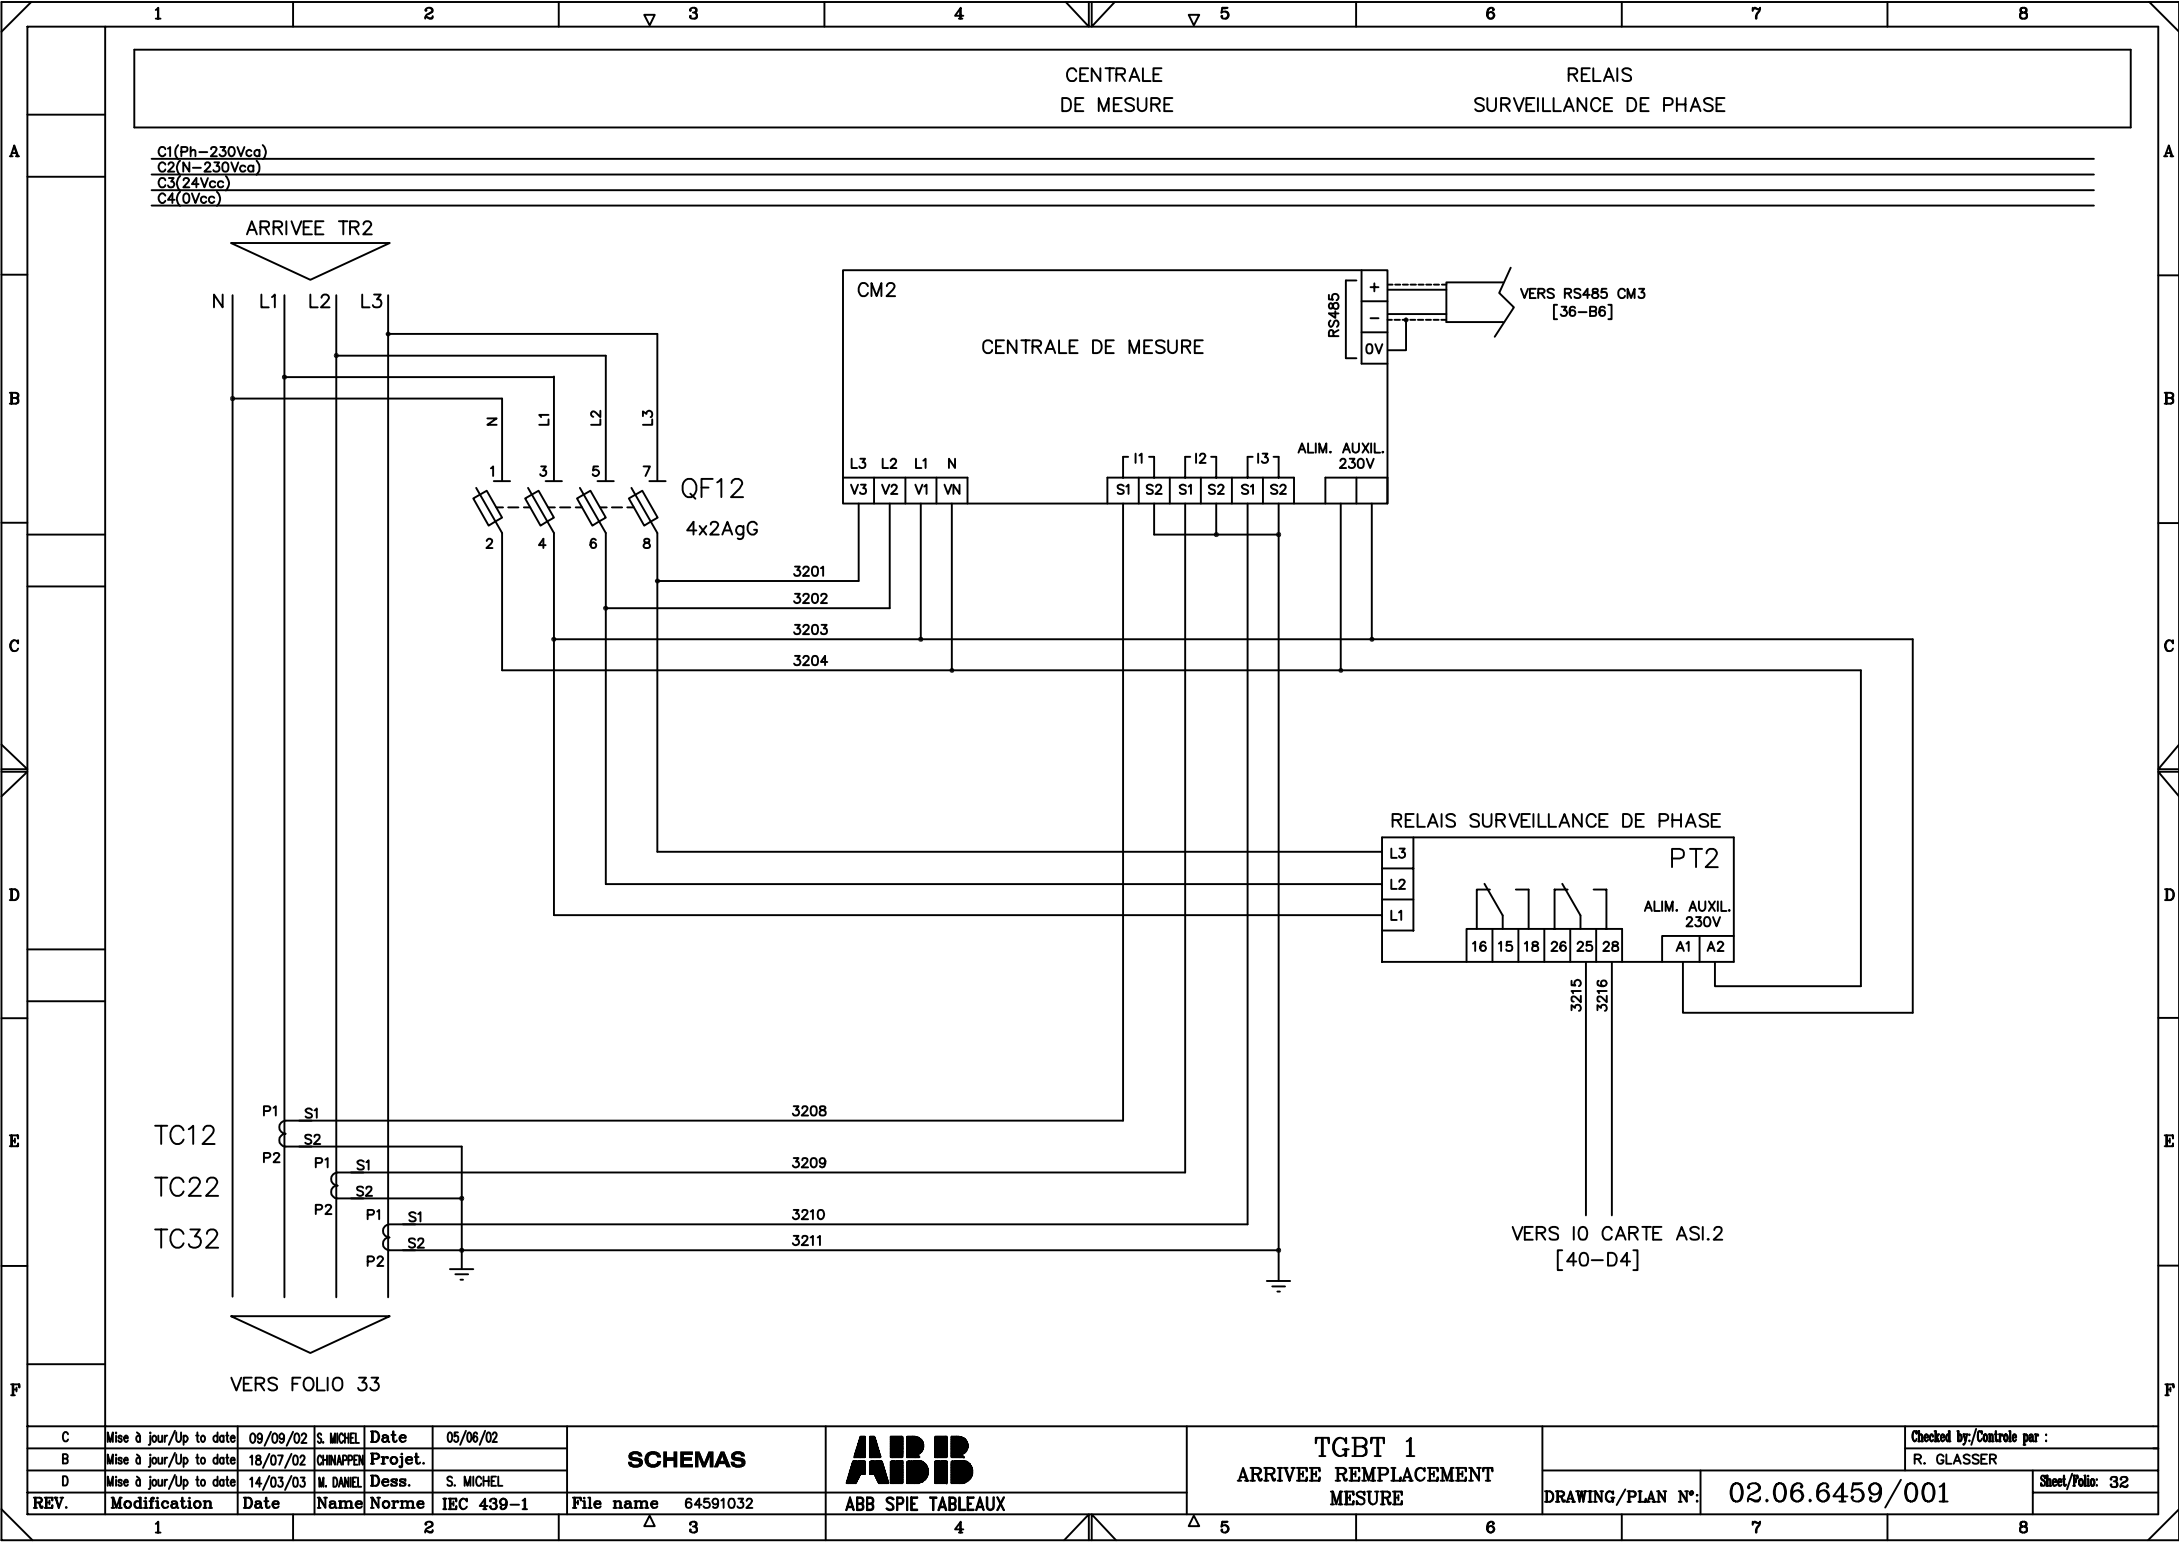 1 2 3 4 5 6 7 8
CENTRALE
DE MESURE
RELAIS
SURVEILLANCE DE PHASE
A A
C1(Ph-230Vca)
C2(N-230Vca)
C3(24Vcc)
C4(0Vcc)
ARRIVEE TR2
N L1 L2 L3
CM2
CENTRALE DE MESURE
RS485
+
-
0V
VERS RS485 CM3
[36-B6]
B B
N L1 L2 L3
1 3 5 7
QF12
4x2AgG
2 4 6 8
L3 L2 L1 N
V3 V2 V1 VN
I1 I2 I3
S1 S2 S1 S2 S1 S2
ALIM. AUXIL.
230V
3201
3202
3203
3204
C C
RELAIS SURVEILLANCE DE PHASE
PT2
L3
L2
L1
ALIM. AUXIL.
230V
16 15 18 26 25 28
A1 A2
D D
3215 3216
P1 S1 3208
TC12
S2
P2
E E
P1 S1 3209
TC22
S2
P2
P1 S1 3210
TC32
S2 3211
P2
VERS IO CARTE ASI.2
[40-D4]
VERS FOLIO 33
F F
C Mise à jour/Up to date 09/09/02 S. MICHEL Date 05/06/02
B Mise à jour/Up to date 18/07/02 CHINAPPEN Projet.
D Mise à jour/Up to date 14/03/03 M. DANIEL Dess. S. MICHEL
REV. Modification Date Name Norme IEC 439-1
SCHEMAS
File name 64591032
ABB
ABB SPIE TABLEAUX
TGBT 1
ARRIVEE REMPLACEMENT
MESURE
Checked by:/Controle par :
R. GLASSER
DRAWING/PLAN N°: 02.06.6459/001
Sheet/Folio: 32
1 2 3 4 5 6 7 8